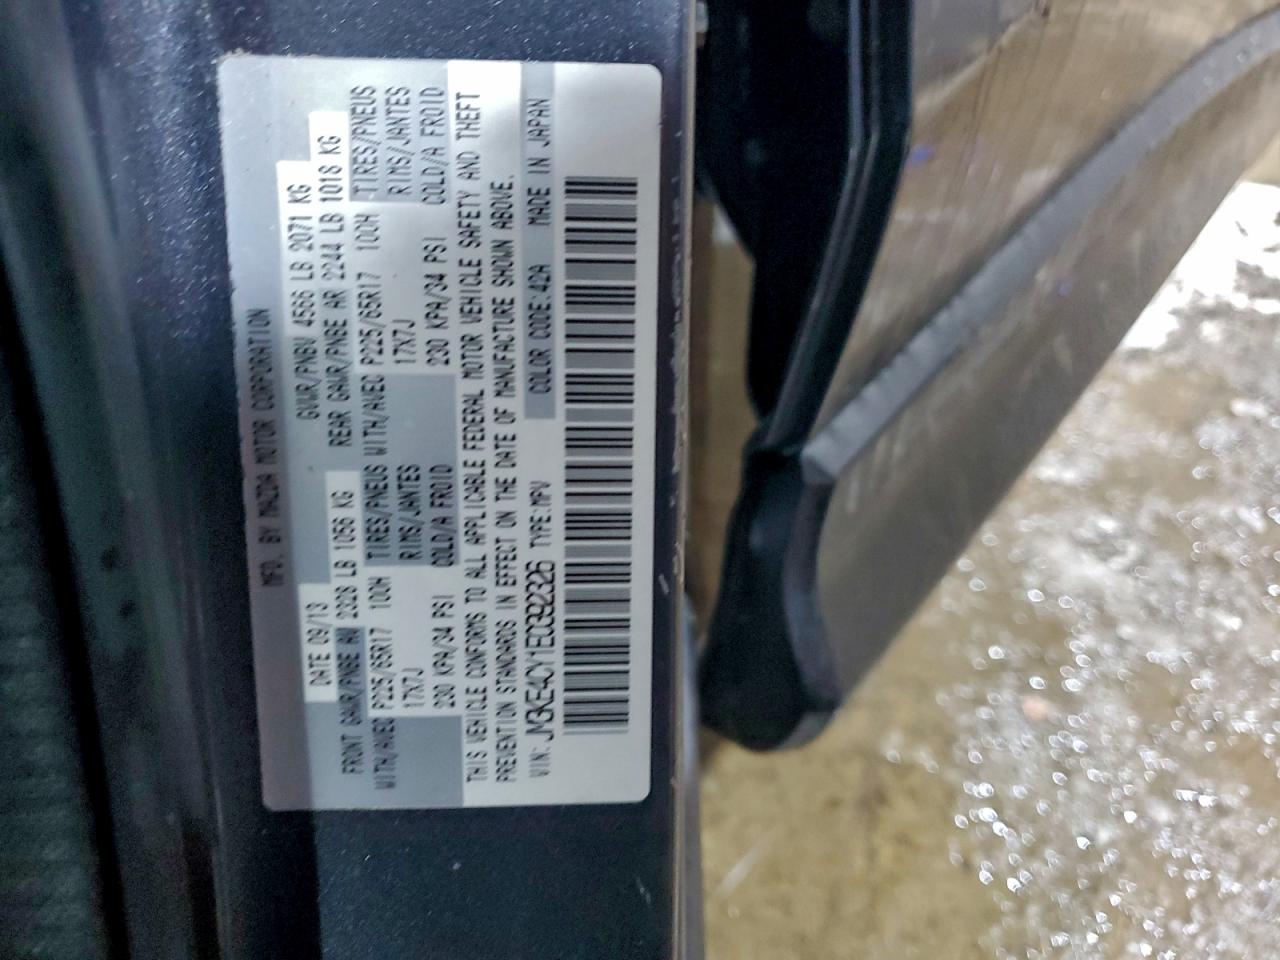 MFD. BY MAZDA MOTOR CORPORATION
DATE 09/13 GVWR/PNBV 4566 LB 2071 KG
FRONT GAWR/PNBE AV 2328 LB 1056 KG REAR GAWR/PNBE AR 2244 LB 1018 KG
WITH/AVEC P225/65R17 100H TIRES/PNEUS WITH/AVEC P225/65R17 100H TIRES/PNEUS
17X7J RIMS/JANTES 17X7J RIMS/JANTES
230 KPA/34 PSI COLD/A FROID 230 KPA/34 PSI COLD/A FROID
THIS VEHICLE CONFORMS TO ALL APPLICABLE FEDERAL MOTOR VEHICLE SAFETY AND THEFT
PREVENTION STANDARDS IN EFFECT ON THE DATE OF MANUFACTURE SHOWN ABOVE.
VIN: JM3KE4CY1E0392326 TYPE:MPV COLOR CODE:42A MADE IN JAPAN